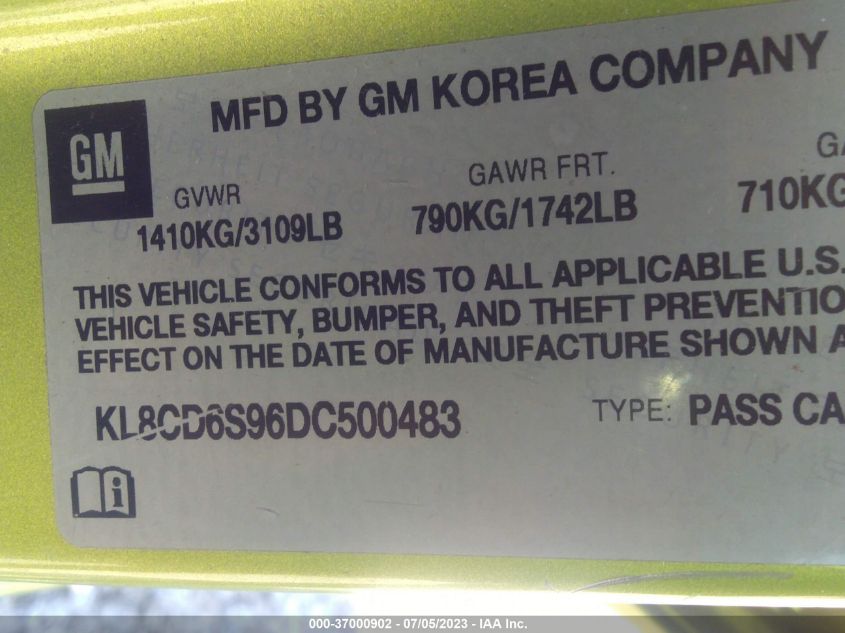 MFD BY GM KOREA COMPANY
GM
GVWR
GAWR FRT.
1410KG/3109LB
790KG/1742LB
710KG
THIS VEHICLE CONFORMS TO ALL APPLICABLE U.S.
VEHICLE SAFETY, BUMPER, AND THEFT PREVENTIO
EFFECT ON THE DATE OF MANUFACTURE SHOWN A
KL8CD6S96DC500483
TYPE: PASS CA
i
000-37000902 - 07/05/2023 - IAA Inc.